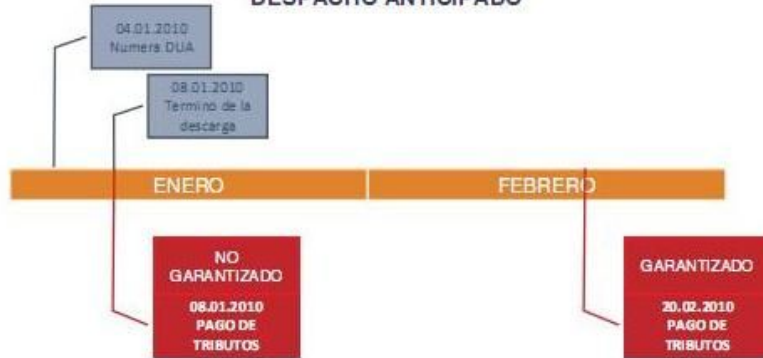 DESPACHO ANTICIPADO
04.01.2010
Numera DUA
08.01.2010
Termino de la
descarga
ENERO
FEBRERO
NO
GARANTIZADO
08.01.2010
PAGO DE
TRIBUTOS
GARANTIZADO
20.02.2010
PAGO DE
TRIBUTOS